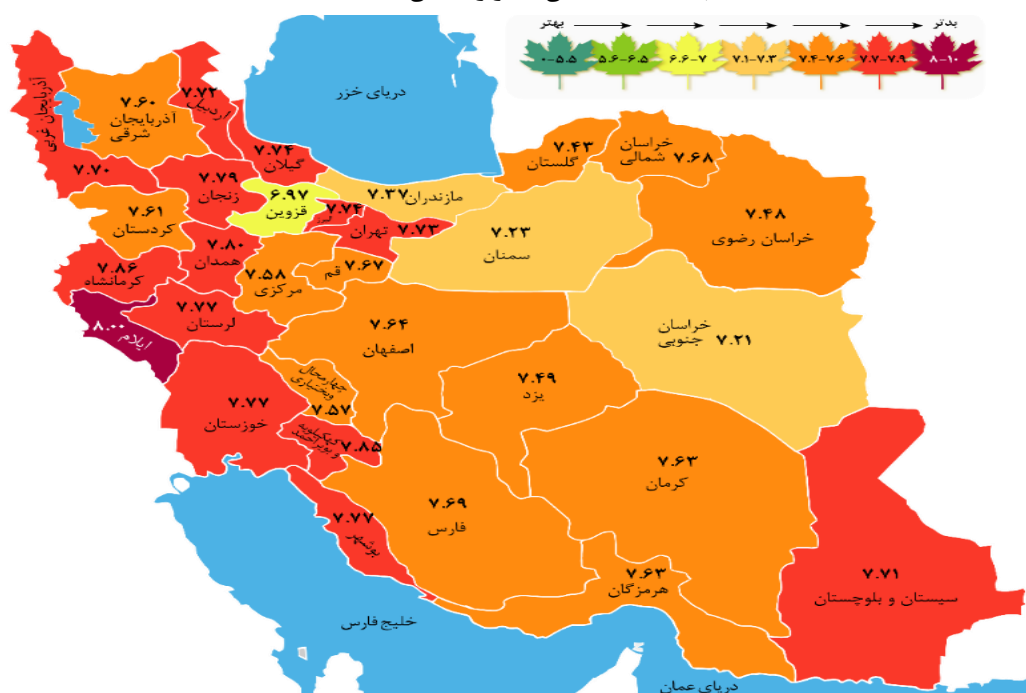 بهتر
بدتر
۰-۵.۵
۵.۶-۶.۵
۶.۶-۷
۷.۱-۷.۳
۷.۴-۷.۶
۷.۷-۷.۹
۸-۱۰
دریای خزر
آذربایجان غربی
۷.۷۰
۷.۶۰
آذربایجان
شرقی
۷.۷۲
اردبیل
۷.۷۴
گیلان
۷.۷۹
زنجان
۶.۹۷
قزوین
۷.۳۷
مازندران
۷.۴۳
گلستان
خراسان
شمالی
۷.۶۸
۷.۴۸
خراسان رضوی
۷.۶۱
کردستان
۷.۸۰
همدان
۷.۷۴
تهران
۷.۷۳
۷.۲۳
سمنان
۷.۸۶
کرمانشاه
۷.۵۸
مرکزی
قم
۷.۶۷
۸.۰۰
ایلام
۷.۷۷
لرستان
۷.۶۴
اصفهان
خراسان
جنوبی
۷.۲۱
۷.۷۷
خوزستان
چهارمحال
وبختیاری
۷.۵۷
۷.۴۹
یزد
کهکیلویه
و بویراحمد
۷.۸۵
۷.۶۳
کرمان
۷.۶۹
فارس
۷.۷۷
بوشهر
۷.۶۳
هرمزگان
۷.۷۱
سیستان و بلوچستان
خلیج فارس
دریای عمان